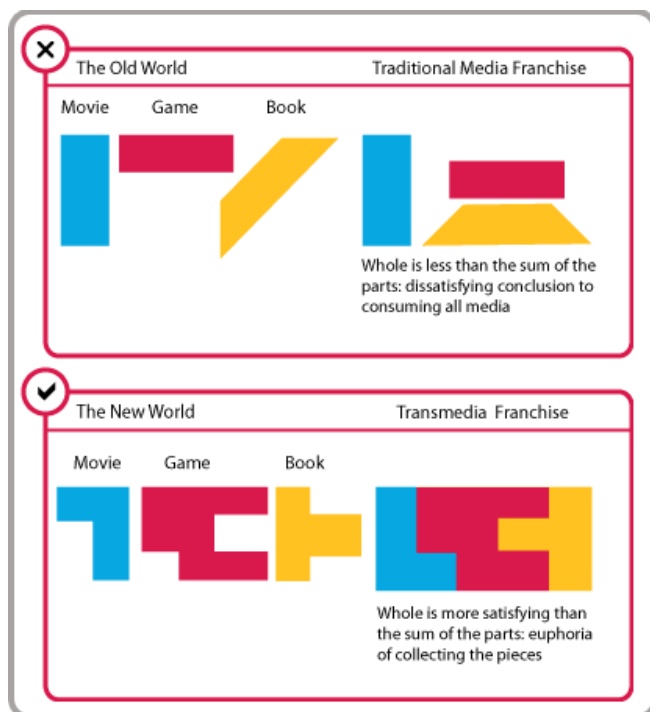 The Old World
Traditional Media Franchise
Movie
Game
Book
Whole is less than the sum of the
parts: dissatisfying conclusion to
consuming all media
The New World
Transmedia Franchise
Movie
Game
Book
Whole is more satisfying than
the sum of the parts: euphoria
of collecting the pieces